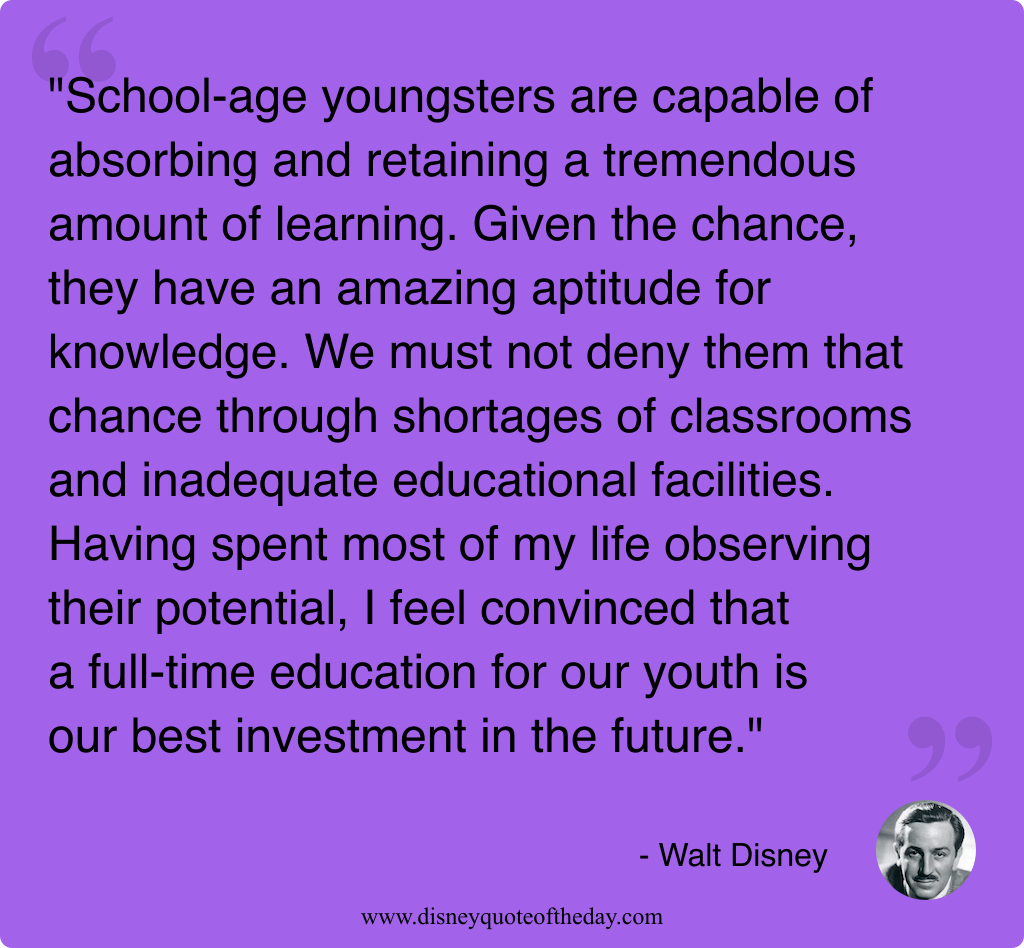 "School-age youngsters are capable of
absorbing and retaining a tremendous
amount of learning. Given the chance,
they have an amazing aptitude for
knowledge. We must not deny them that
chance through shortages of classrooms
and inadequate educational facilities.
Having spent most of my life observing
their potential, I feel convinced that
a full-time education for our youth is
our best investment in the future."
- Walt Disney
www.disneyquoteoftheday.com